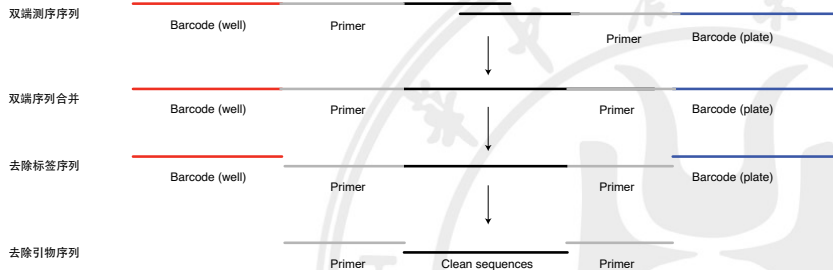 双端测序序列
Barcode (well) Primer
Primer Barcode (plate)
双端序列合并
Barcode (well) Primer Primer Barcode (plate)
去除标签序列
Barcode (well) Primer Primer Barcode (plate)
去除引物序列
Primer Clean sequences Primer